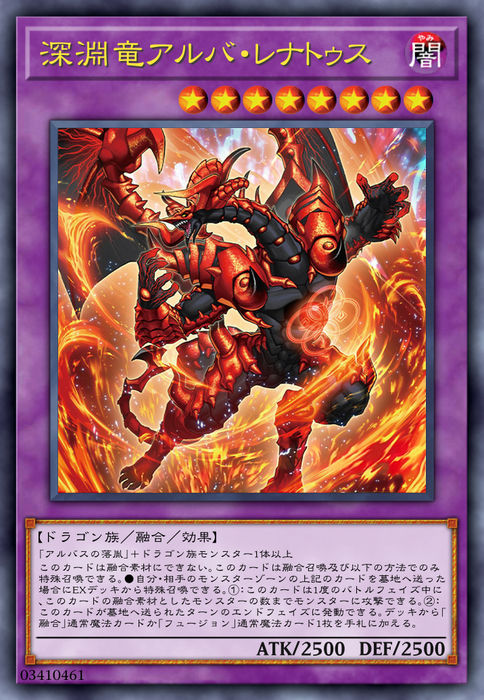 深淵竜アルバ・レナトゥス
やみ
闇
【ドラゴン族／融合／効果】
「アルバスの落胤」＋ドラゴン族モンスター1体以上
このカードは融合素材にできない。このカードは融合召喚及び以下の方法でのみ
特殊召喚できる。●自分・相手のモンスターゾーンの上記のカードを墓地へ送った
場合にEXデッキから特殊召喚できる。①：このカードは1度のバトルフェイズ中に
、このカードの融合素材としたモンスターの数までモンスターに攻撃できる。②：
このカードが墓地へ送られたターンのエンドフェイズに発動できる。デッキから「
融合」通常魔法カードか「フュージョン」通常魔法カード1枚を手札に加える。
ATK/2500 DEF/2500
03410461